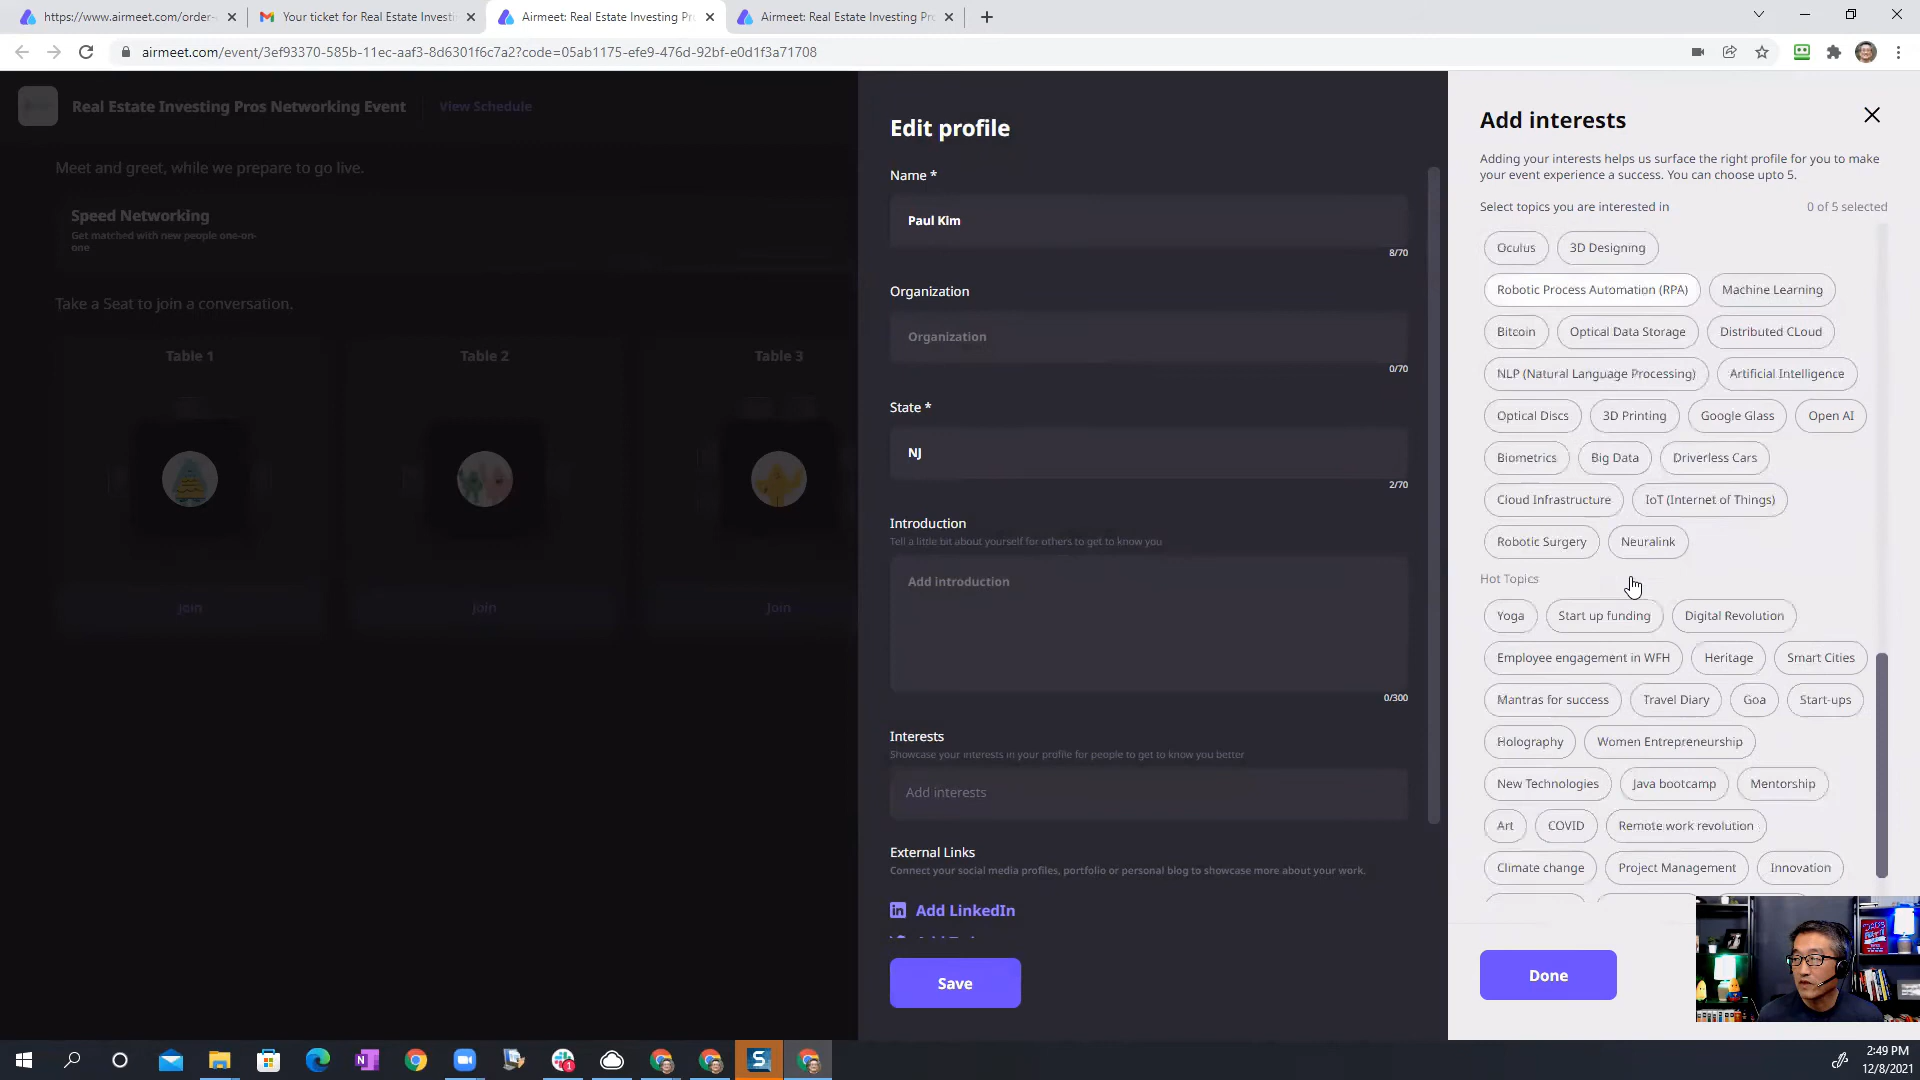 https://www.airmeet.com/order-
Your ticket for Real Estate Investi
Airmeet: Real Estate Investing Pr
Airmeet: Real Estate Investing Pr
airmeet.com/event/3ef93370-585b-11ec-aaf3-8d6301f6c7a2?code=05ab1175-efe9-476d-92bf-e0d1f3a71708
Real Estate Investing Pros Networking Event
View Schedule
Meet and greet, while we prepare to go live.
Speed Networking
Get matched with new people one-on-
one
Take a Seat to join a conversation.
Table 1
Table 2
Table 3
Join
Join
Join
Edit profile
Name *
Paul Kim
8/70
Organization
Organization
0/70
State *
NJ
2/70
Introduction
Tell a little bit about yourself for others to get to know you
Add introduction
0/300
Interests
Showcase your interests in your profile for people to get to know you better
Add interests
External Links
Connect your social media profiles, portfolio or personal blog to showcase more about your work.
Add LinkedIn
Save
Add interests
Adding your interests helps us surface the right profile for you to make
your event experience a success. You can choose upto 5.
Select topics you are interested in
0 of 5 selected
Oculus
3D Designing
Robotic Process Automation (RPA)
Machine Learning
Bitcoin
Optical Data Storage
Distributed CLoud
NLP (Natural Language Processing)
Artificial Intelligence
Optical Discs
3D Printing
Google Glass
Open AI
Biometrics
Big Data
Driverless Cars
Cloud Infrastructure
IoT (Internet of Things)
Robotic Surgery
Neuralink
Hot Topics
Yoga
Start up funding
Digital Revolution
Employee engagement in WFH
Heritage
Smart Cities
Mantras for success
Travel Diary
Goa
Start-ups
Holography
Women Entrepreneurship
New Technologies
Java bootcamp
Mentorship
Art
COVID
Remote work revolution
Climate change
Project Management
Innovation
Done
2:49 PM
12/8/2021